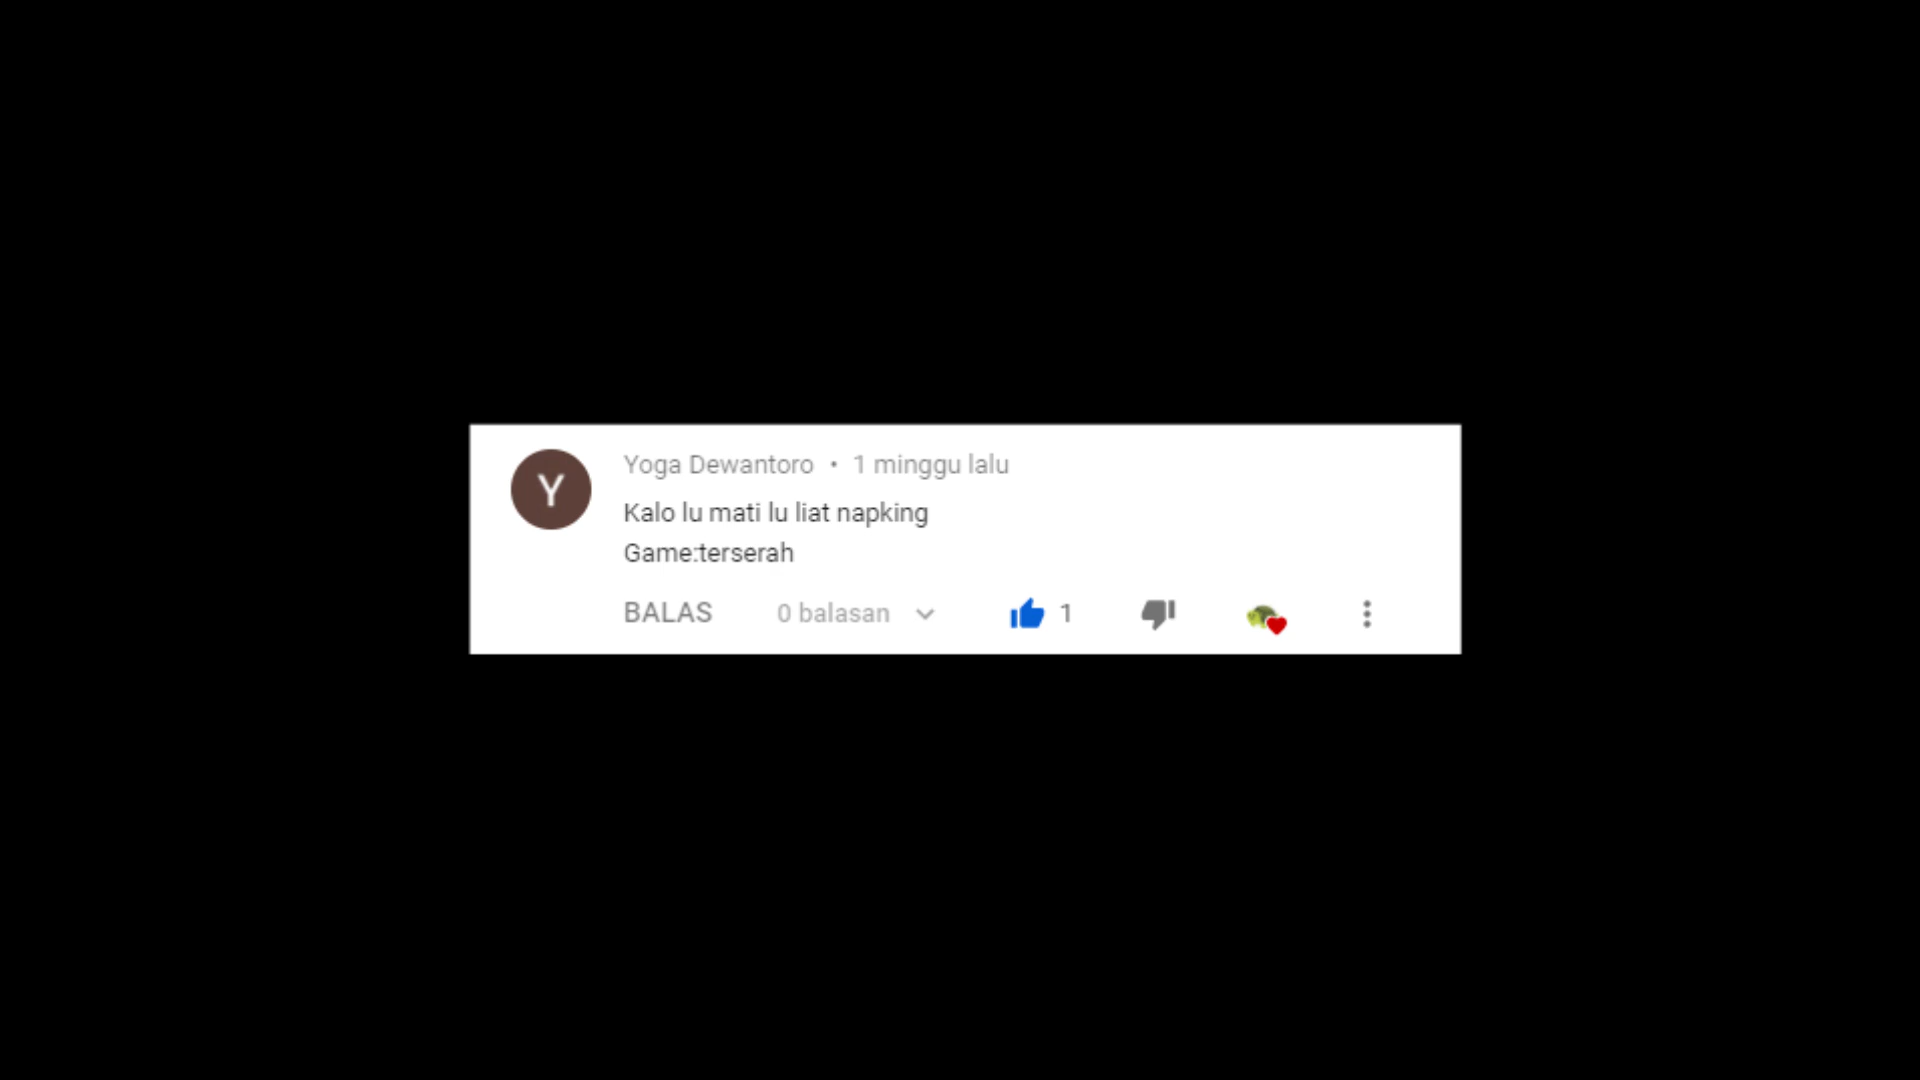 Y
Yoga Dewantoro • 1 minggu lalu
Kalo lu mati lu liat napking
Game:terserah
BALAS 0 balasan 1